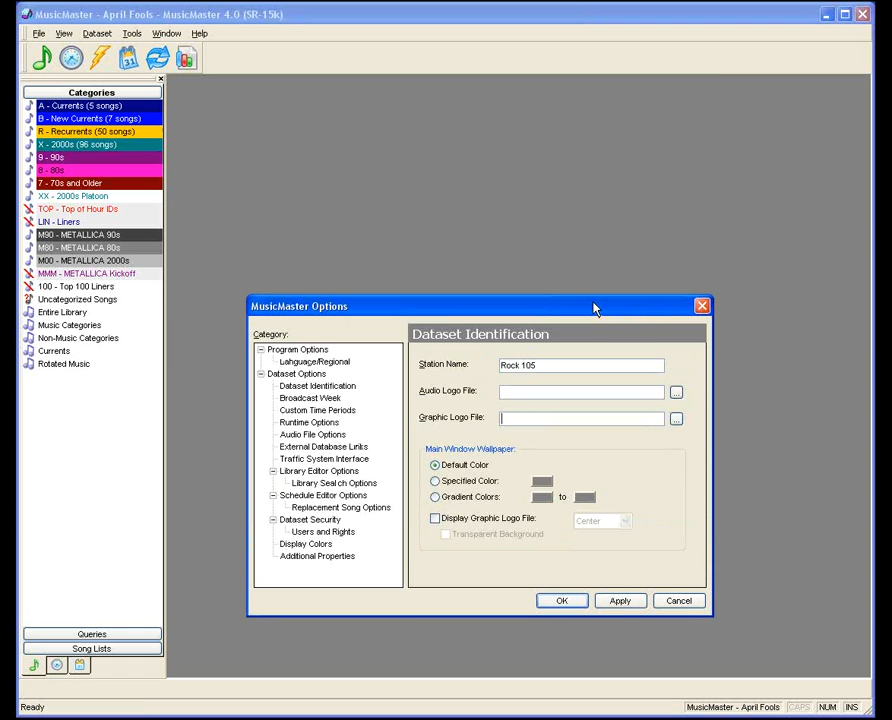 MusicMaster - April Fools - MusicMaster 4.0 (SR-15k)
File View Dataset Tools Window Help
31
Categories
A - Currents (5 songs)
B - New Currents (7 songs)
R - Recurrents (50 songs)
X - 2000s (96 songs)
9 - 90s
8 - 80s
7 - 70s and Older
XX - 2000s Platoon
TOP - Top of Hour IDs
LIN - Liners
M90 - METALLICA 90s
M80 - METALLICA 80s
M00 - METALLICA 2000s
MMM - METALLICA Kickoff
100 - Top 100 Liners
Uncategorized Songs
Entire Library
Music Categories
Non-Music Categories
Currents
Rotated Music
Queries
Song Lists
MusicMaster Options
Category:
Program Options
Language/Regional
Dataset Options
Dataset Identification
Broadcast Week
Custom Time Periods
Runtime Options
Audio File Options
External Database Links
Traffic System Interface
Library Editor Options
Library Search Options
Schedule Editor Options
Replacement Song Options
Dataset Security
Users and Rights
Display Colors
Additional Properties
Dataset Identification
Station Name: Rock 105
Audio Logo File: ...
Graphic Logo File: ...
Main Window Wallpaper:
Default Color
Specified Color:
Gradient Colors: to
Display Graphic Logo File: Center
Transparent Background
OK Apply Cancel
Ready MusicMaster - April Fools CAPS NUM INS